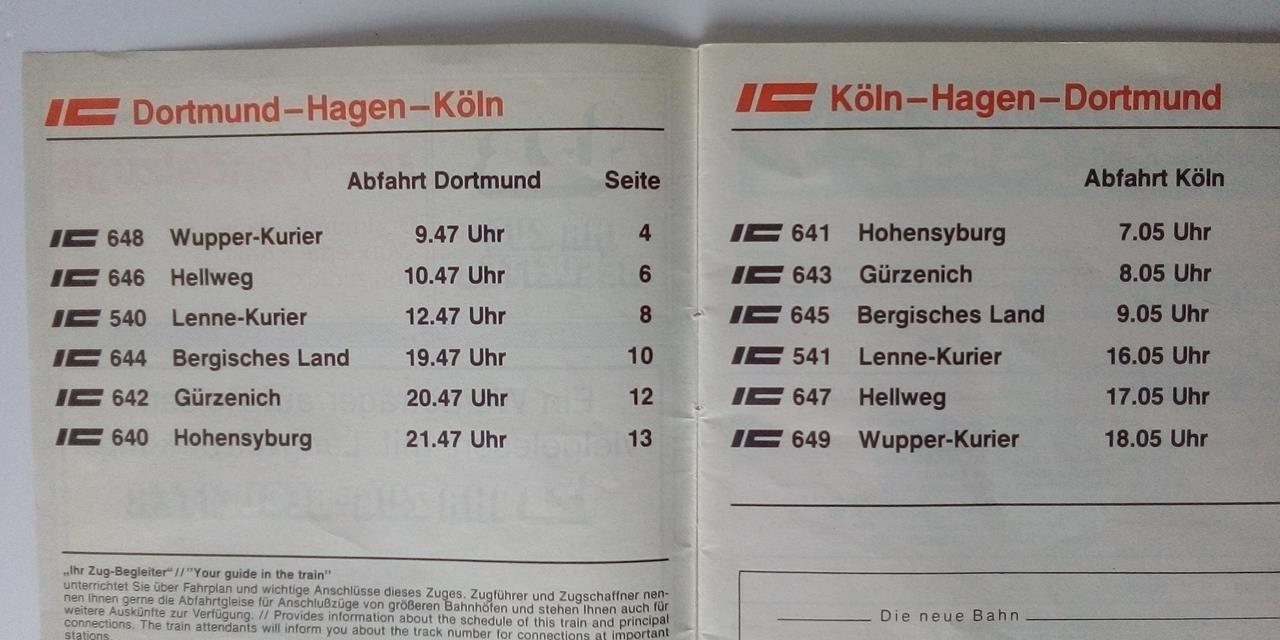 IC Dortmund–Hagen–Köln
Abfahrt Dortmund Seite
IC 648 Wupper-Kurier 9.47 Uhr 4
IC 646 Hellweg 10.47 Uhr 6
IC 540 Lenne-Kurier 12.47 Uhr 8
IC 644 Bergisches Land 19.47 Uhr 10
IC 642 Gürzenich 20.47 Uhr 12
IC 640 Hohensyburg 21.47 Uhr 13
„Ihr Zug-Begleiter“//"Your guide in the train"
unterrichtet Sie über Fahrplan und wichtige Anschlüsse dieses Zuges. Zugführer und Zugschaffner nen-
nen Ihnen gerne die Abfahrtgleise für Anschlußzüge von größeren Bahnhöfen und stehen Ihnen auch für
weitere Auskünfte zur Verfügung. // Provides information about the schedule of this train and principal
connections. The train attendants will inform you about the track number for connections at important
stations.
IC Köln–Hagen–Dortmund
Abfahrt Köln
IC 641 Hohensyburg 7.05 Uhr
IC 643 Gürzenich 8.05 Uhr
IC 645 Bergisches Land 9.05 Uhr
IC 541 Lenne-Kurier 16.05 Uhr
IC 647 Hellweg 17.05 Uhr
IC 649 Wupper-Kurier 18.05 Uhr
Die neue Bahn